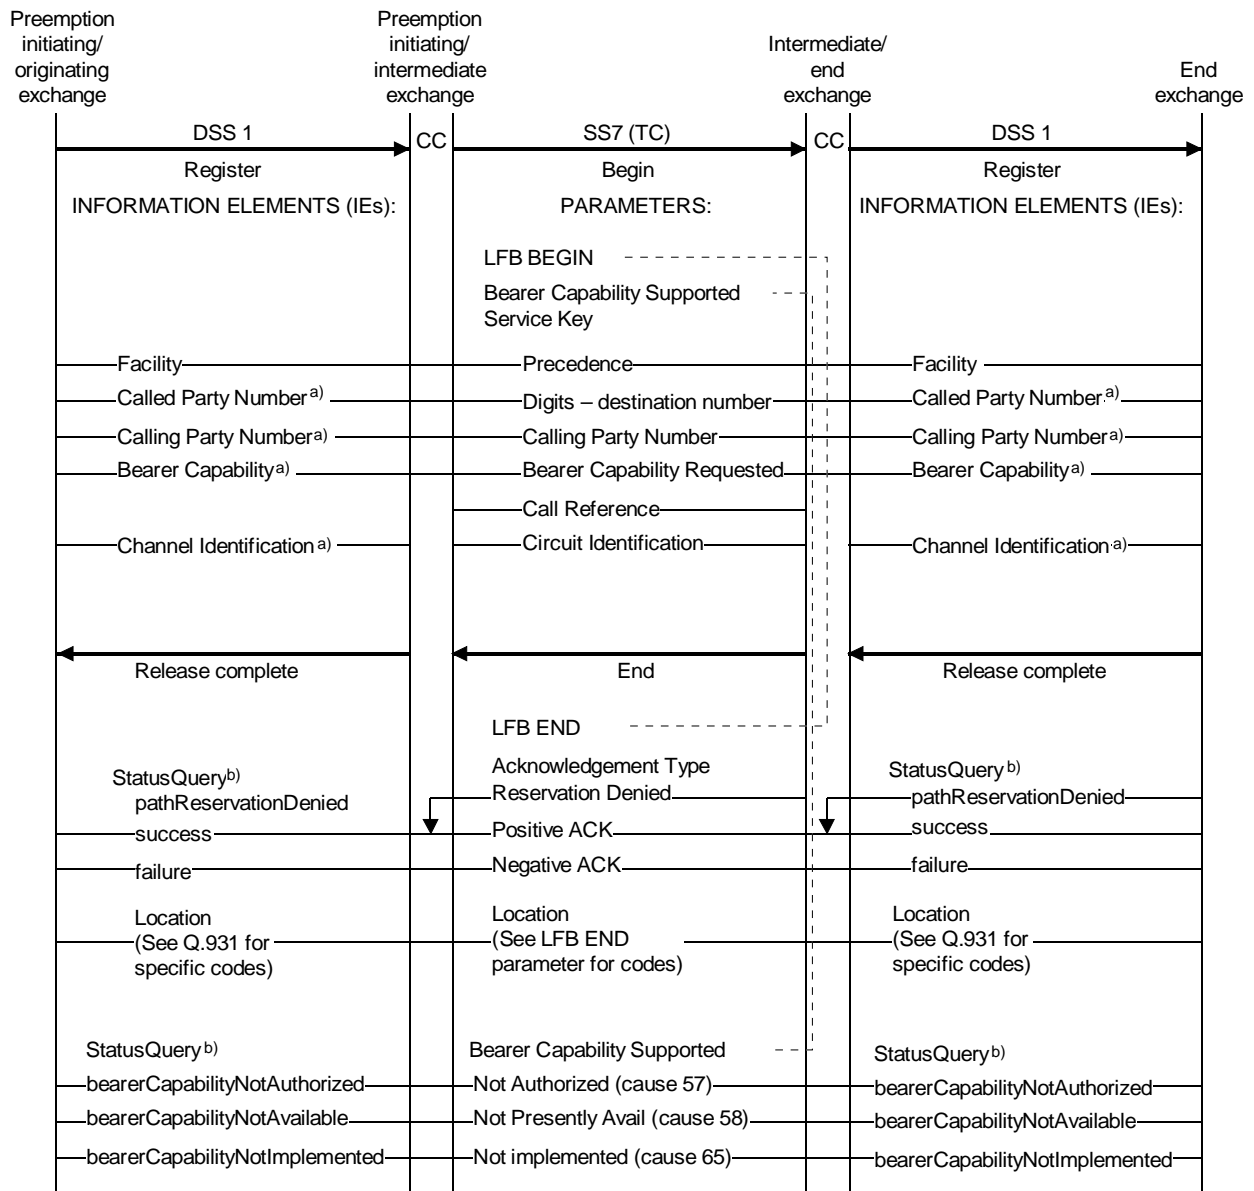 Preemption
initiating/
originating
exchange
Preemption
initiating/
intermediate
exchange
Intermediate/
end
exchange
End
exchange
DSS 1
CC
SS7 (TC)
CC
DSS 1
Register
Begin
Register
INFORMATION ELEMENTS (IEs):
PARAMETERS:
INFORMATION ELEMENTS (IEs):
LFB BEGIN
Bearer Capability Supported
Service Key
Facility
Precedence
Facility
Called Party Number a)
Digits – destination number
Called Party Number a)
Calling Party Number a)
Calling Party Number
Calling Party Number a)
Bearer Capability a)
Bearer Capability Requested
Bearer Capability a)
Call Reference
Channel Identification a)
Circuit Identification
Channel Identification a)
Release complete
End
Release complete
LFB END
StatusQuery b)
pathReservationDenied
Acknowledgement Type
Reservation Denied
StatusQuery b)
pathReservationDenied
success
Positive ACK
success
failure
Negative ACK
failure
Location
(See Q.931 for
specific codes)
Location
(See LFB END
parameter for codes)
Location
(See Q.931 for
specific codes)
StatusQuery b)
Bearer Capability Supported
StatusQuery b)
bearerCapabilityNotAuthorized
Not Authorized (cause 57)
bearerCapabilityNotAuthorized
bearerCapabilityNotAvailable
Not Presently Avail (cause 58)
bearerCapabilityNotAvailable
bearerCapabilityNotImplemented
Not implemented (cause 65)
bearerCapabilityNotImplemented